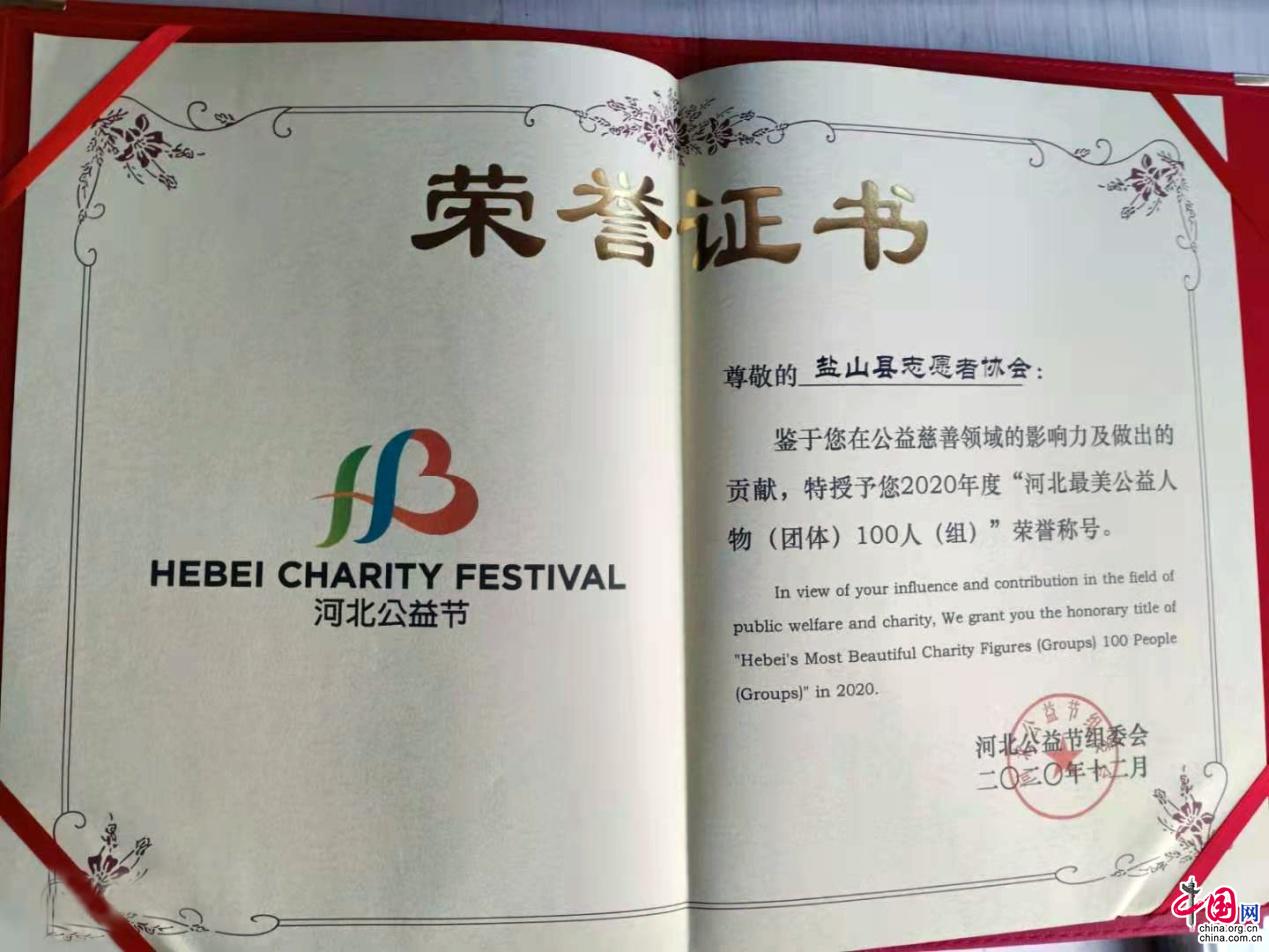 荣誉证书
HEBEI CHARITY FESTIVAL
河北公益节
尊敬的 盐山县志愿者协会：
鉴于您在公益慈善领域的影响力及做出的
贡献，特授予您2020年度“河北最美公益人
物（团体）100人（组）”荣誉称号。
In view of your influence and contribution in the field of
public welfare and charity, We grant you the honorary title of
"Hebei's Most Beautiful Charity Figures (Groups) 100 People
(Groups)" in 2020.
河北公益节组委会
二〇二〇年十二月
中国网
china.org.cn
china.com.cn